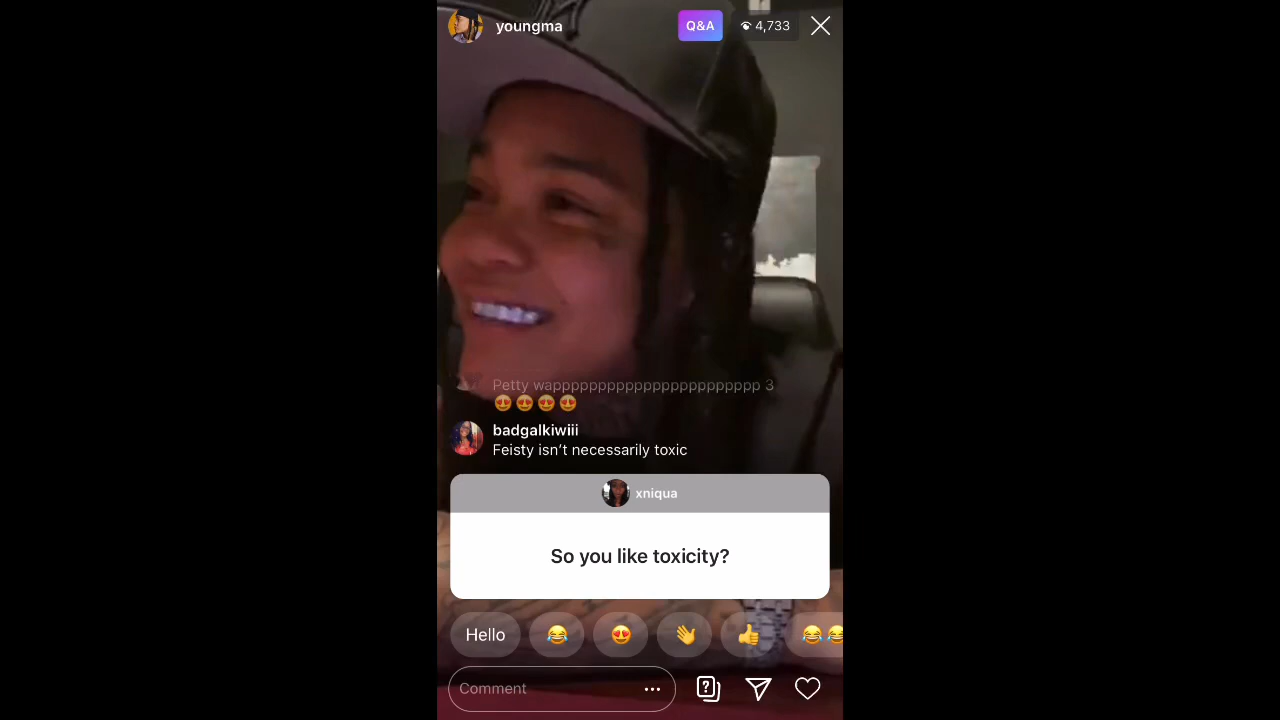 youngma
Q&A
4,733
Petty wappppppppppppppppppppppp 3
😍😍😍😍
badgalkiwiii
Feisty isn't necessarily toxic
xniqua
So you like toxicity?
Hello 😂 😍 👋 👍 😂😂
Comment